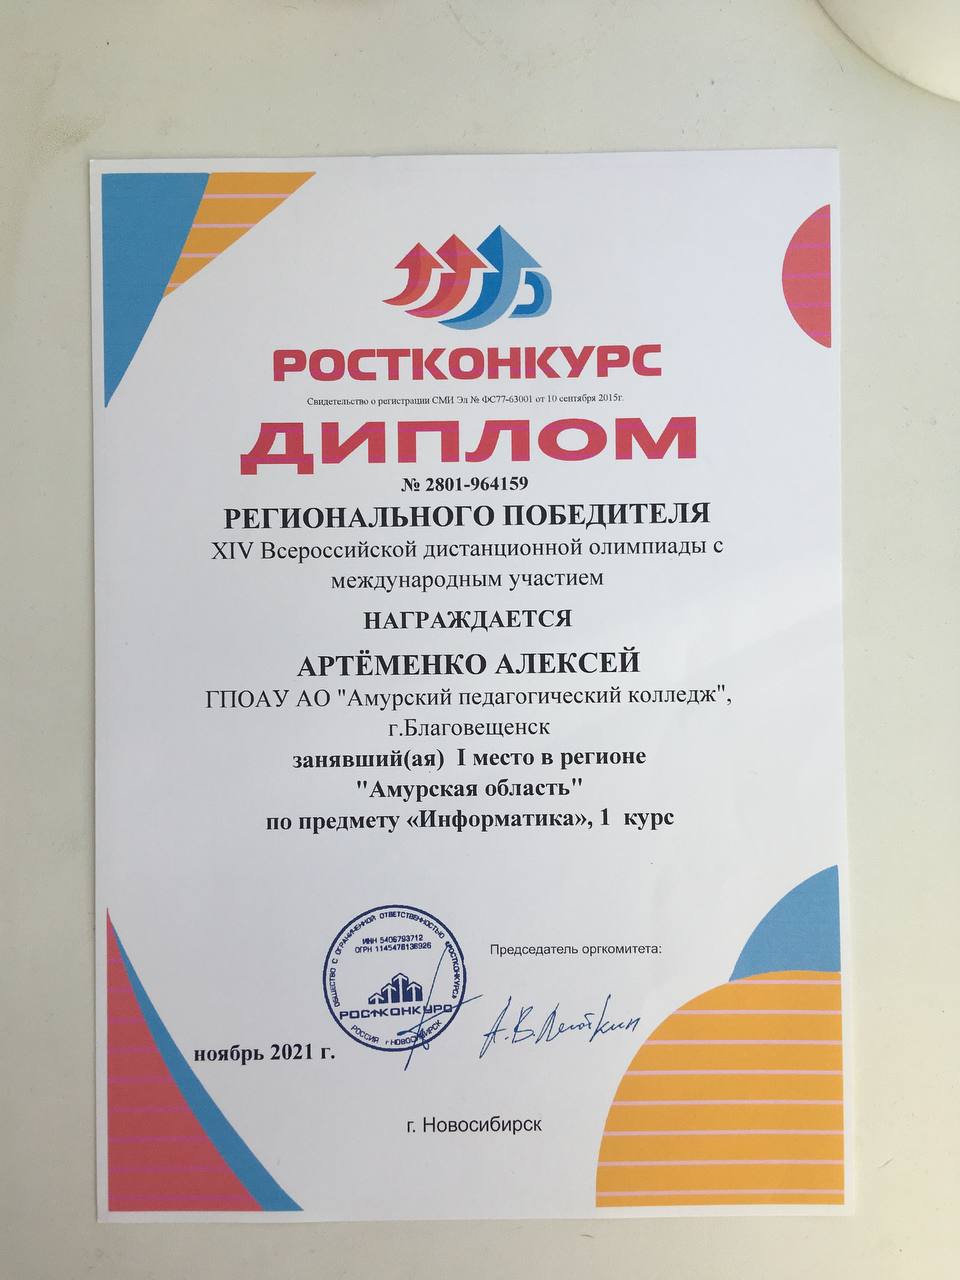 РОСТКОНКУРС
Свидетельство о регистрации СМИ Эл № ФС77-63001 от 10 сентября 2015г.
ДИПЛОМ
№ 2801-964159
РЕГИОНАЛЬНОГО ПОБЕДИТЕЛЯ
XIV Всероссийской дистанционной олимпиады с
международным участием
НАГРАЖДАЕТСЯ
АРТЁМЕНКО АЛЕКСЕЙ
ГПОАУ АО "Амурский педагогический колледж",
г.Благовещенск
занявший(ая) I место в регионе
"Амурская область"
по предмету «Информатика», 1 курс
ОБЩЕСТВО С ОГРАНИЧЕННОЙ ОТВЕТСТВЕННОСТЬЮ «РОСТКОНКУРС»
ИНН 5406793712
ОГРН 1145476136926
РОСТКОНКУРС
РОССИЯ г НОВОСИБИРСК
Председатель оргкомитета:
А.В.
ноябрь 2021 г.
г. Новосибирск